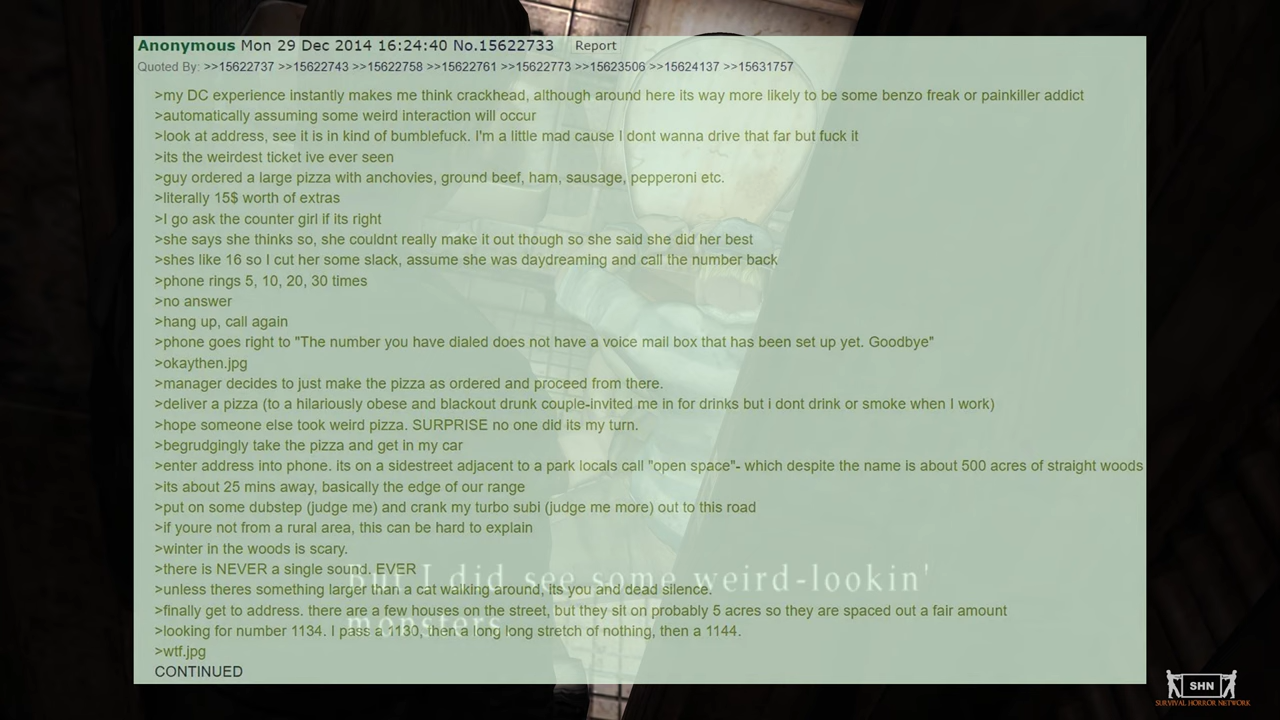 Anonymous Mon 29 Dec 2014 16:24:40 No.15622733 Report
Quoted By: >>15622737 >>15622743 >>15622758 >>15622761 >>15622773 >>15623506 >>15624137 >>15631757
>my DC experience instantly makes me think crackhead, although around here its way more likely to be some benzo freak or painkiller addict
>automatically assuming some weird interaction will occur
>look at address, see it is in kind of bumblefuck. I'm a little mad cause I dont wanna drive that far but fuck it
>its the weirdest ticket ive ever seen
>guy ordered a large pizza with anchovies, ground beef, ham, sausage, pepperoni etc.
>literally 15$ worth of extras
>I go ask the counter girl if its right
>she says she thinks so, she couldnt really make it out though so she said she did her best
>shes like 16 so I cut her some slack, assume she was daydreaming and call the number back
>phone rings 5, 10, 20, 30 times
>no answer
>hang up, call again
>phone goes right to "The number you have dialed does not have a voice mail box that has been set up yet. Goodbye"
>okaythen.jpg
>manager decides to just make the pizza as ordered and proceed from there.
>deliver a pizza (to a hilariously obese and blackout drunk couple-invited me in for drinks but i dont drink or smoke when I work)
>hope someone else took weird pizza. SURPRISE no one did its my turn.
>begrudgingly take the pizza and get in my car
>enter address into phone. its on a sidestreet adjacent to a park locals call "open space"- which despite the name is about 500 acres of straight woods
>its about 25 mins away, basically the edge of our range
>put on some dubstep (judge me) and crank my turbo subi (judge me more) out to this road
>if youre not from a rural area, this can be hard to explain
>winter in the woods is scary.
>there is NEVER a single sound. EVER
But I did see some weird-lookin'
>unless theres something larger than a cat walking around, its you and dead silence.
>finally get to address. there are a few houses on the street, but they sit on probably 5 acres so they are spaced out a fair amount
monsters
>looking for number 1134. I pass a 1130, then a long long stretch of nothing, then a 1144.
>wtf.jpg
CONTINUED
SHN
SURVIVAL HORROR NETWORK